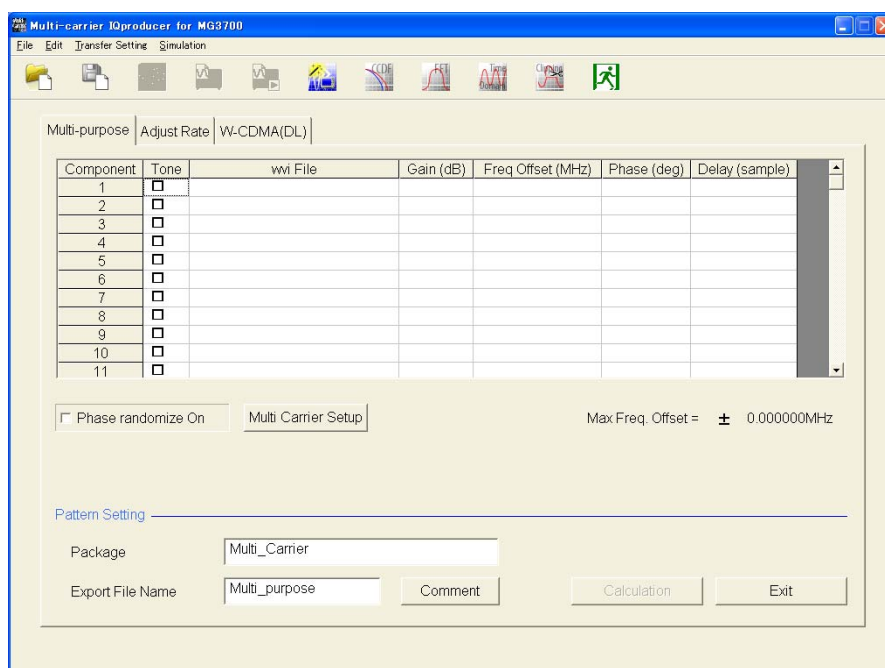 Multi-carrier IQproducer for MG3700
File Edit Transfer Setting Simulation
CCDF FFT Time Domain Clipping
Multi-purpose Adjust Rate W-CDMA(DL)
Component Tone wvi File Gain (dB) Freq Offset (MHz) Phase (deg) Delay (sample)
1
2
3
4
5
6
7
8
9
10
11
Phase randomize On Multi Carrier Setup Max Freq. Offset = ± 0.000000MHz
Pattern Setting
Package Multi_Carrier
Export File Name Multi_purpose Comment Calculation Exit